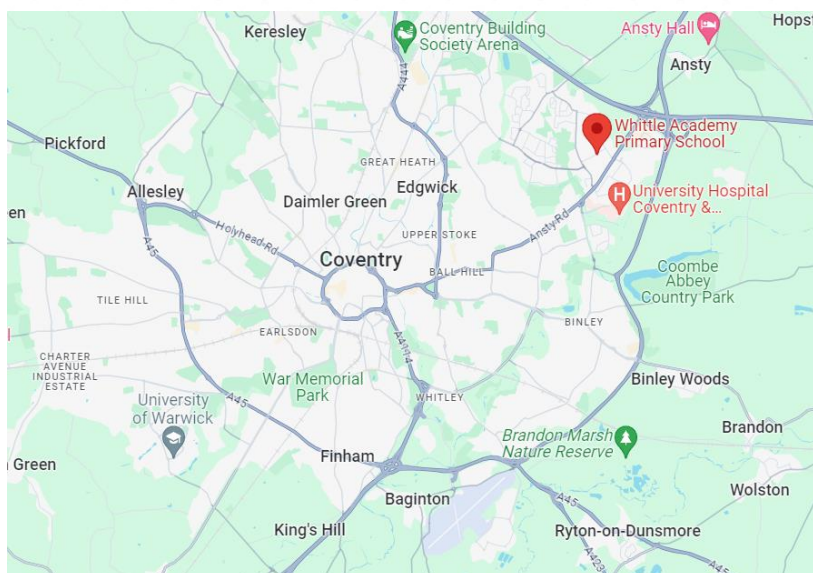 Keresley
Coventry Building
Society Arena
Ansty Hall
Hopst
Ansty
A444
Pickford
Whittle Academy
Primary School
GREAT HEATH
Edgwick
Allesley
Daimler Green
University Hospital
Coventry &...
een
Holyhead Rd
UPPER STOKE
Ansty Rd
A45
Coventry
BALL HILL
Coombe
Abbey
Country Park
TILE HILL
EARLSDON
BINLEY
A4114
CHARTER
AVENUE
INDUSTRIAL
ESTATE
War Memorial
Park
WHITLEY
Binley Woods
A45
University
of Warwick
Brandon
Brandon Marsh
Nature Reserve
Finham
n Green
Wolston
Baginton
A45
King's Hill
Ryton-on-Dunsmore
A423
A45